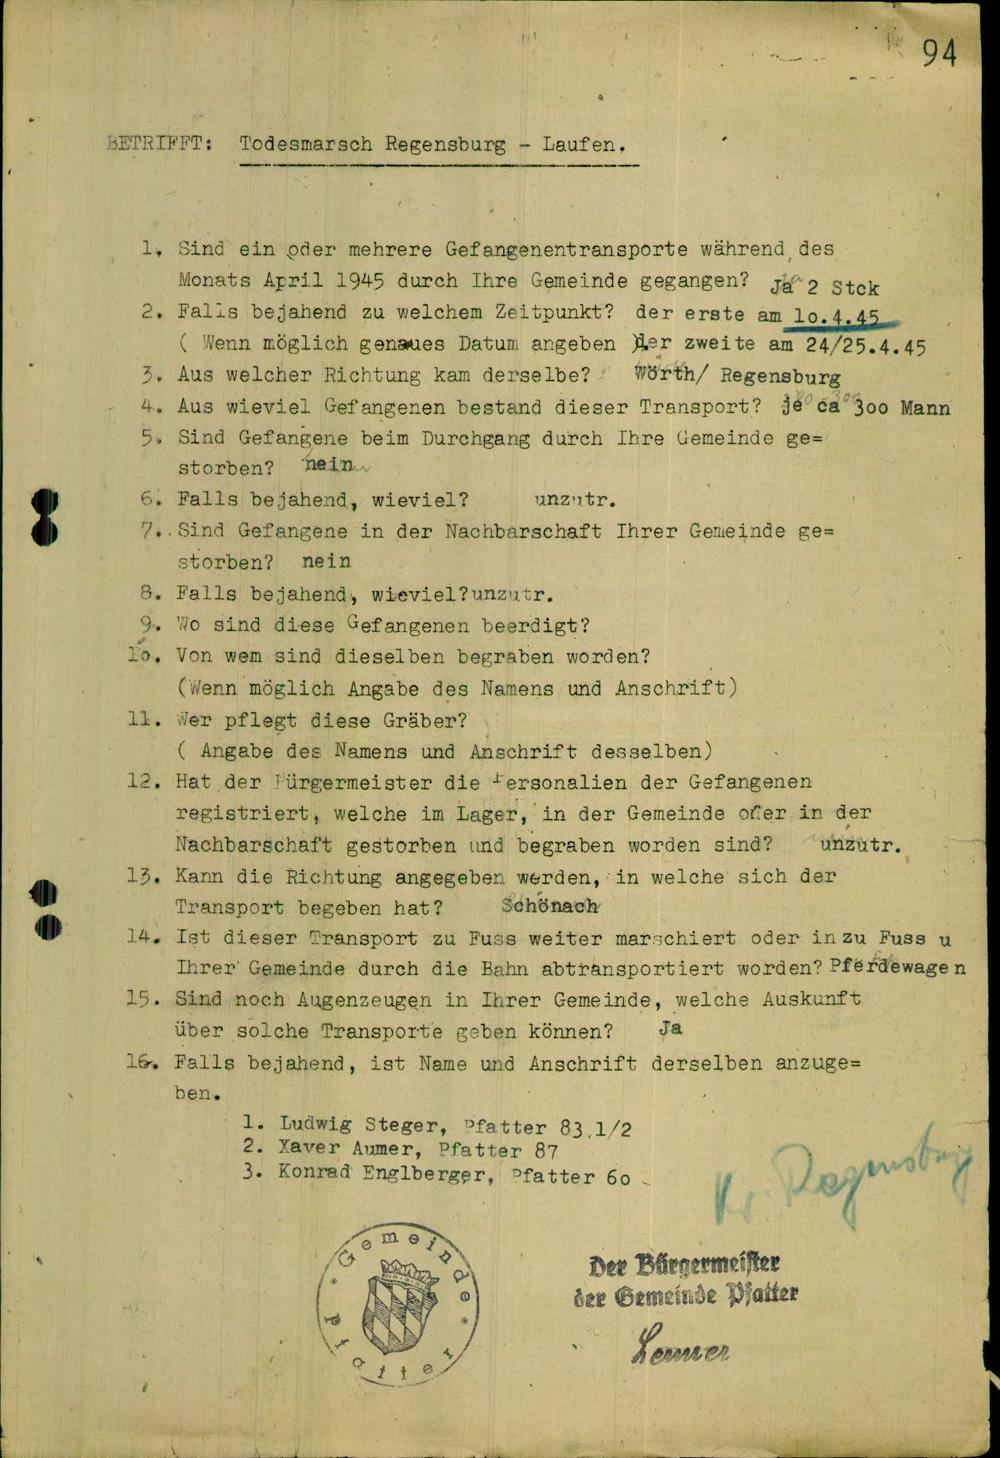 94
BETRIFFT: Todesmarsch Regensburg - Laufen.
1. Sind ein oder mehrere Gefangenentransporte während des
Monats April 1945 durch Ihre Gemeinde gegangen? Ja 2 Stck
2. Falls bejahend zu welchem Zeitpunkt? der erste am 1o.4.45
( Wenn möglich genaues Datum angeben )der zweite am 24/25.4.45
3. Aus welcher Richtung kam derselbe? Wörth/ Regensburg
4. Aus wieviel Gefangenen bestand dieser Transport? je ca 3oo Mann
5. Sind Gefangene beim Durchgang durch Ihre Gemeinde ge=
storben? nein
6. Falls bejahend, wieviel? unzutr.
7. Sind Gefangene in der Nachbarschaft Ihrer Gemeinde ge=
storben? nein
8. Falls bejahend, wieviel?unzutr.
9. Wo sind diese Gefangenen beerdigt?
1o. Von wem sind dieselben begraben worden?
(Wenn möglich Angabe des Namens und Anschrift)
11. Wer pflegt diese Gräber?
( Angabe des Namens und Anschrift desselben)
12. Hat der Bürgermeister die Personalien der Gefangenen
registriert, welche im Lager, in der Gemeinde oder in der
Nachbarschaft gestorben und begraben worden sind? unzutr.
13. Kann die Richtung angegeben werden, in welche sich der
Transport begeben hat? Schönach
14. Ist dieser Transport zu Fuss weiter marschiert oder in zu Fuss u
Ihrer Gemeinde durch die Bahn abtransportiert worden? Pferdewagen
15. Sind noch Augenzeugen in Ihrer Gemeinde, welche Auskunft
über solche Transporte geben können? Ja
16. Falls bejahend, ist Name und Anschrift derselben anzuge=
ben.
1. Ludwig Steger, Pfatter 83,1/2
2. Xaver Aumer, Pfatter 87
3. Konrad Englberger, Pfatter 6o
Kr. Regensburg
* Gemeinde * Pfatter
Der Bürgermeister
der Gemeinde Pfatter